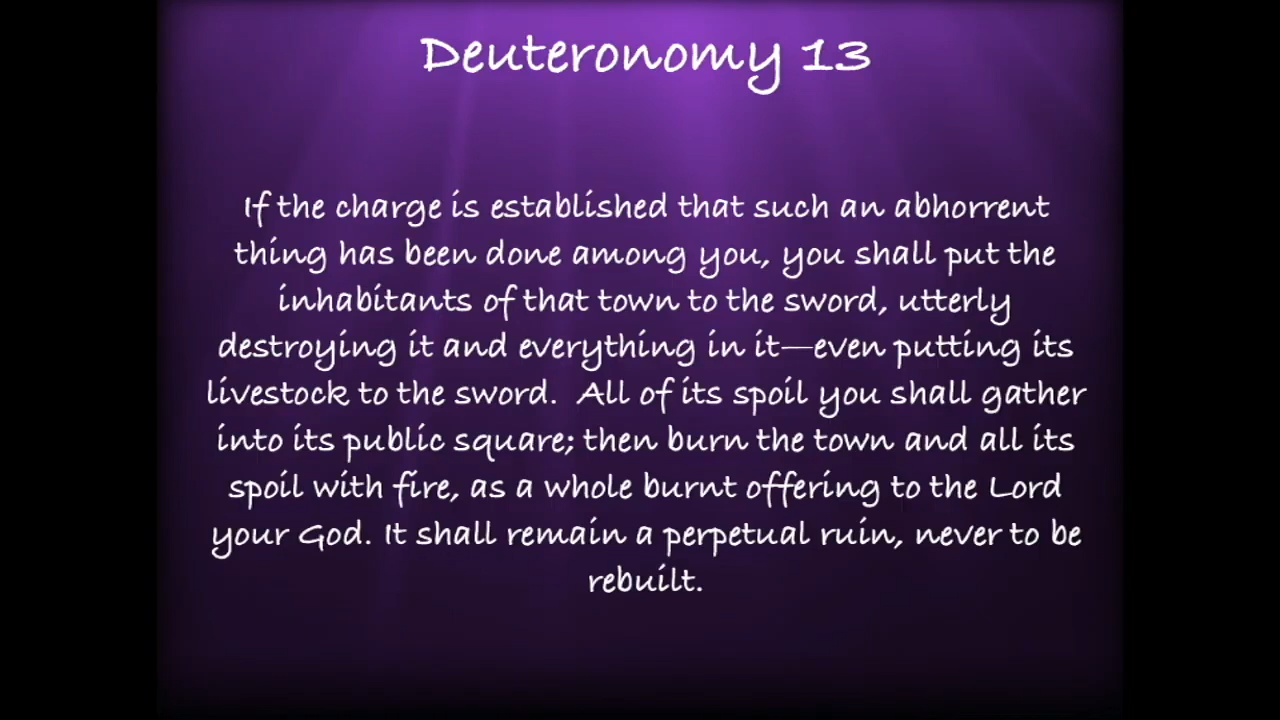 Deuteronomy 13
If the charge is established that such an abhorrent
thing has been done among you, you shall put the
inhabitants of that town to the sword, utterly
destroying it and everything in it—even putting its
livestock to the sword.  All of its spoil you shall gather
into its public square; then burn the town and all its
spoil with fire, as a whole burnt offering to the Lord
your God. It shall remain a perpetual ruin, never to be
rebuilt.